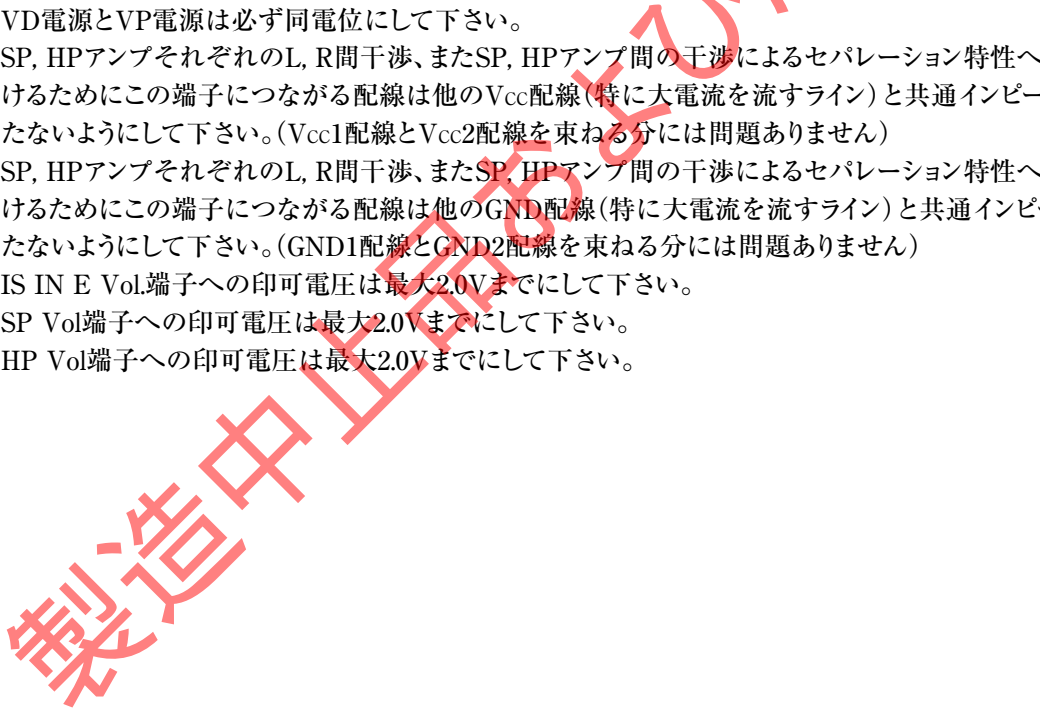 VD電源とVP電源は必ず同電位にして下さい。
SP, HPアンプそれぞれのL, R間干渉、またSP, HPアンプ間の干渉によるセパレーション特性へ
けるためにこの端子につながる配線は他のVcc配線(特に大電流を流すライン)と共通インピー
たないようにして下さい。(Vcc1配線とVcc2配線を束ねる分には問題ありません)
SP, HPアンプそれぞれのL, R間干渉、またSP, HPアンプ間の干渉によるセパレーション特性へ
けるためにこの端子につながる配線は他のGND配線(特に大電流を流すライン)と共通インピ
たないようにして下さい。(GND1配線とGND2配線を束ねる分には問題ありません)
IS IN E Vol.端子への印可電圧は最大2.0Vまでにして下さい。
SP Vol端子への印可電圧は最大2.0Vまでにして下さい。
HP Vol端子への印可電圧は最大2.0Vまでにして下さい。
製造中止品および